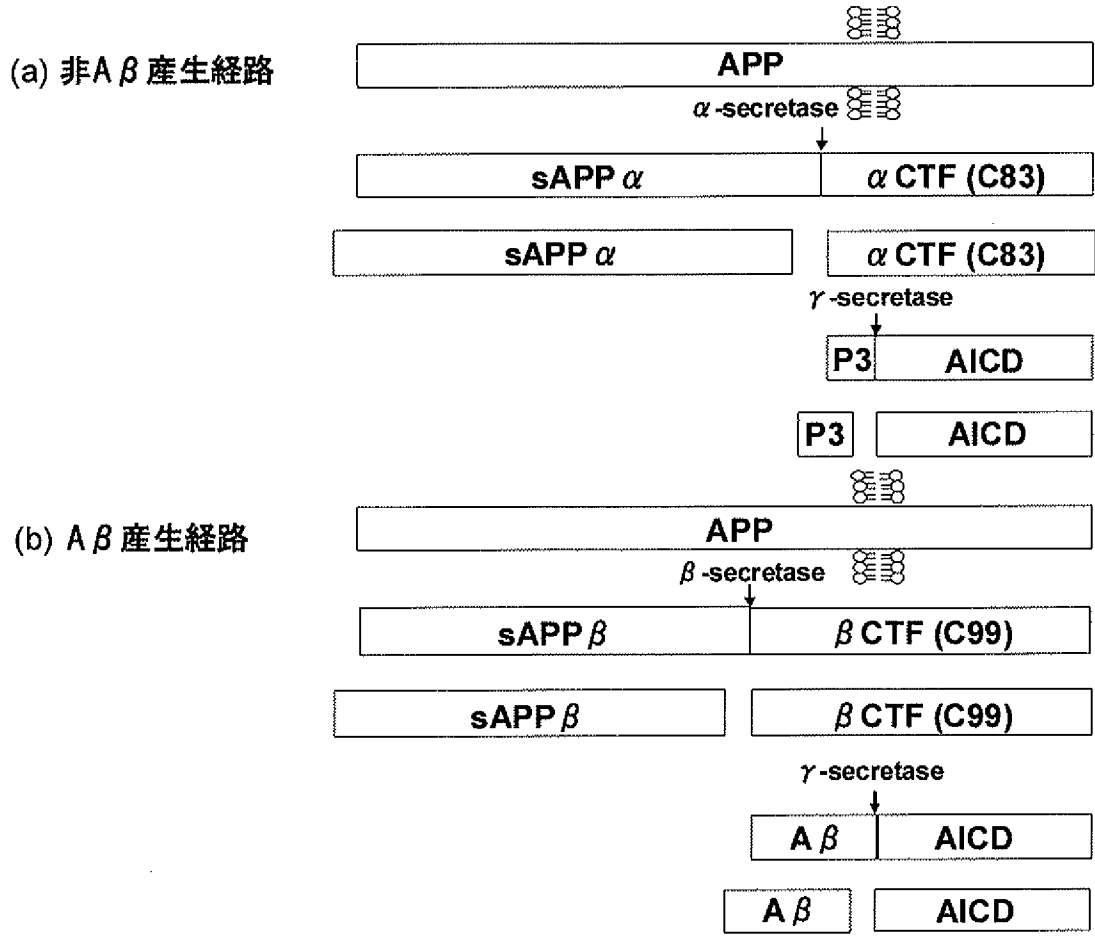 (a) 非Aβ産生経路
APP
α-secretase
sAPPα αCTF (C83)
sAPPα αCTF (C83)
γ-secretase
P3 AICD
P3 AICD
(b) Aβ産生経路
APP
β-secretase
sAPPβ βCTF (C99)
sAPPβ βCTF (C99)
γ-secretase
Aβ AICD
Aβ AICD